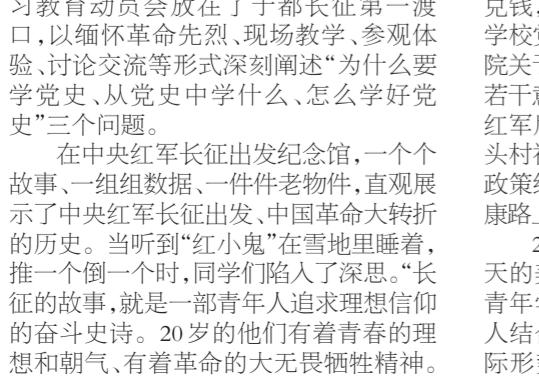 习教育动员会放在了于都长征第一渡
口，以缅怀革命先烈、现场教学、参观体
验、讨论交流等形式深刻阐述“为什么要
学党史、从党史中学什么、怎么学好党
史”三个问题。
在中央红军长征出发纪念馆，一个个
故事、一组组数据、一件件老物件，直观展
示了中央红军长征出发、中国革命大转折
的历史。当听到“红小鬼”在雪地里睡着，
推一个倒一个时，同学们陷入了深思。“长
征的故事，就是一部青年人追求理想信仰
的奋斗史诗。20岁的他们有着青春的理
想和朝气、有着革命的大无畏牺牲精神。
兑钱，
学校党
院关于
若干意
红军
头村
政策
康路上
2
天的
青年
人结合
际形